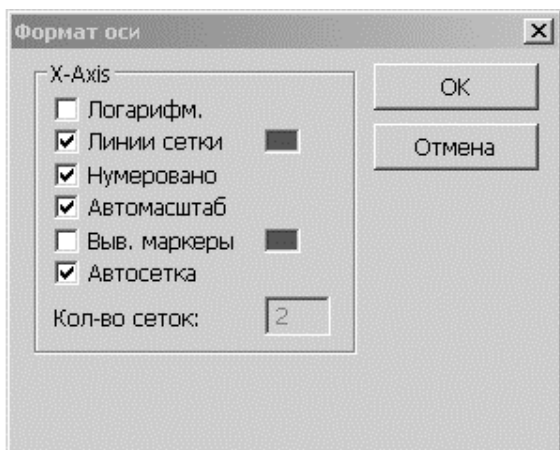 Формат оси
X-Axis
Логарифм.
Линии сетки
Нумеровано
Автомасштаб
Выв. маркеры
Автосетка
Кол-во сеток: 2
OK
Отмена